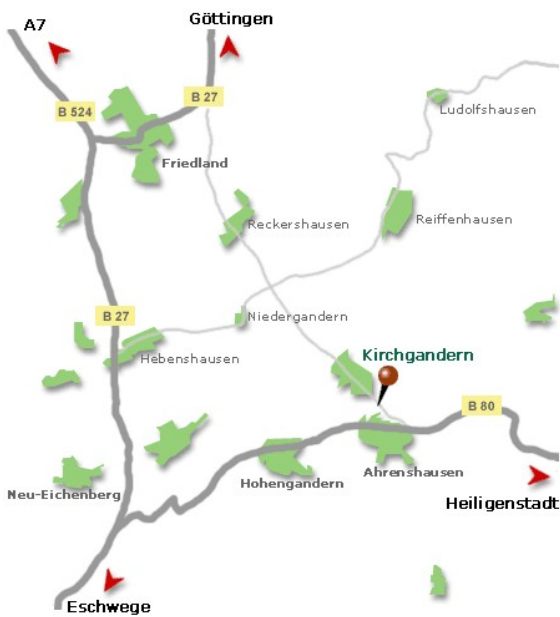 Göttingen
A7
B 27
B 524
Ludolfshausen
Friedland
Reckershausen
Reiffenhausen
B 27
Niedergandern
Hebenshausen
Kirchgandern
B 80
Ahrenshausen
Hohengandern
Neu-Eichenberg
Heiligenstadt
Eschwege